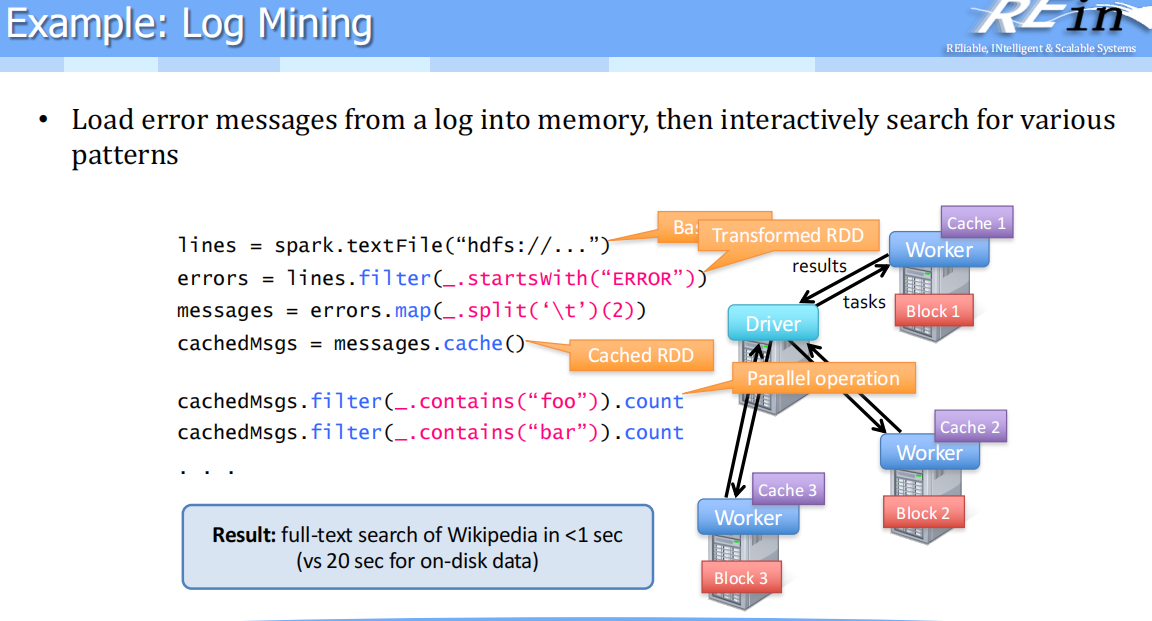 Example: Log Mining
REin
REliable, INtelligent & Scalable Systems
• Load error messages from a log into memory, then interactively search for various
patterns
lines = spark.textFile(“hdfs://...”)
errors = lines.filter(_.startsWith(“ERROR”))
messages = errors.map(_.split(‘\t’)(2))
cachedMsgs = messages.cache()
cachedMsgs.filter(_.contains(“foo”)).count
cachedMsgs.filter(_.contains(“bar”)).count
. . .
Result: full-text search of Wikipedia in <1 sec
(vs 20 sec for on-disk data)
Transformed RDD
Cached RDD
Parallel operation
results
tasks
Driver
Cache 1
Worker
Block 1
Cache 2
Worker
Block 2
Cache 3
Worker
Block 3